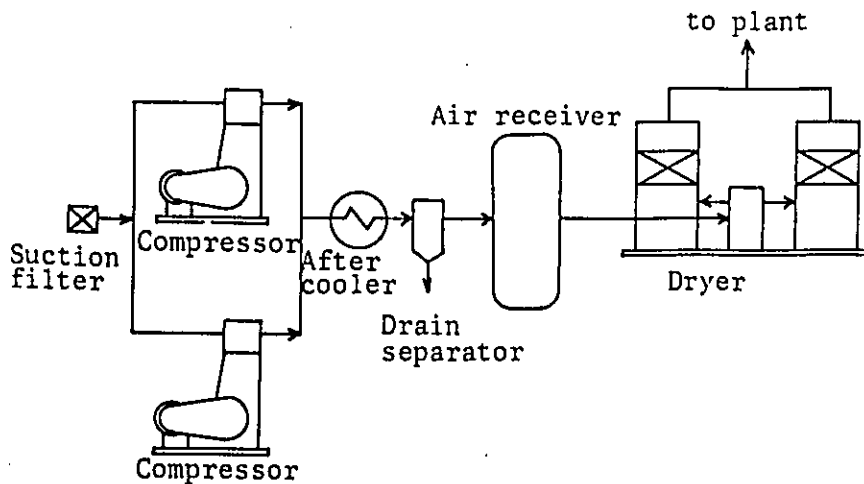 to plant
Air receiver
Compressor
Suction
filter
After
cooler
Dryer
Drain
separator
Compressor